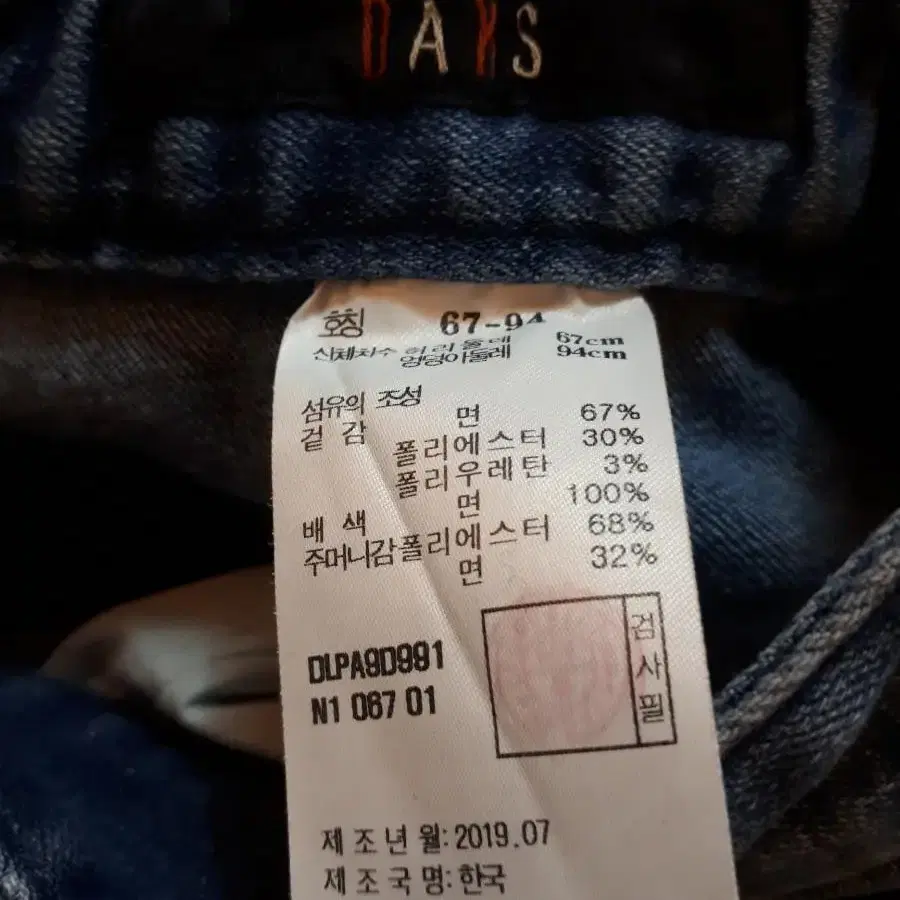 DAKS
호칭 67-94
신체치수 허리둘레 67cm
엉덩이둘레 94cm
섬유의 조성
겉감 면 67%
폴리에스터 30%
폴리우레탄 3%
배색 면 100%
주머니감 폴리에스터 68%
면 32%
DLPA9D991
N1 067 01
검사필
제조년월: 2019.07
제조국명: 한국